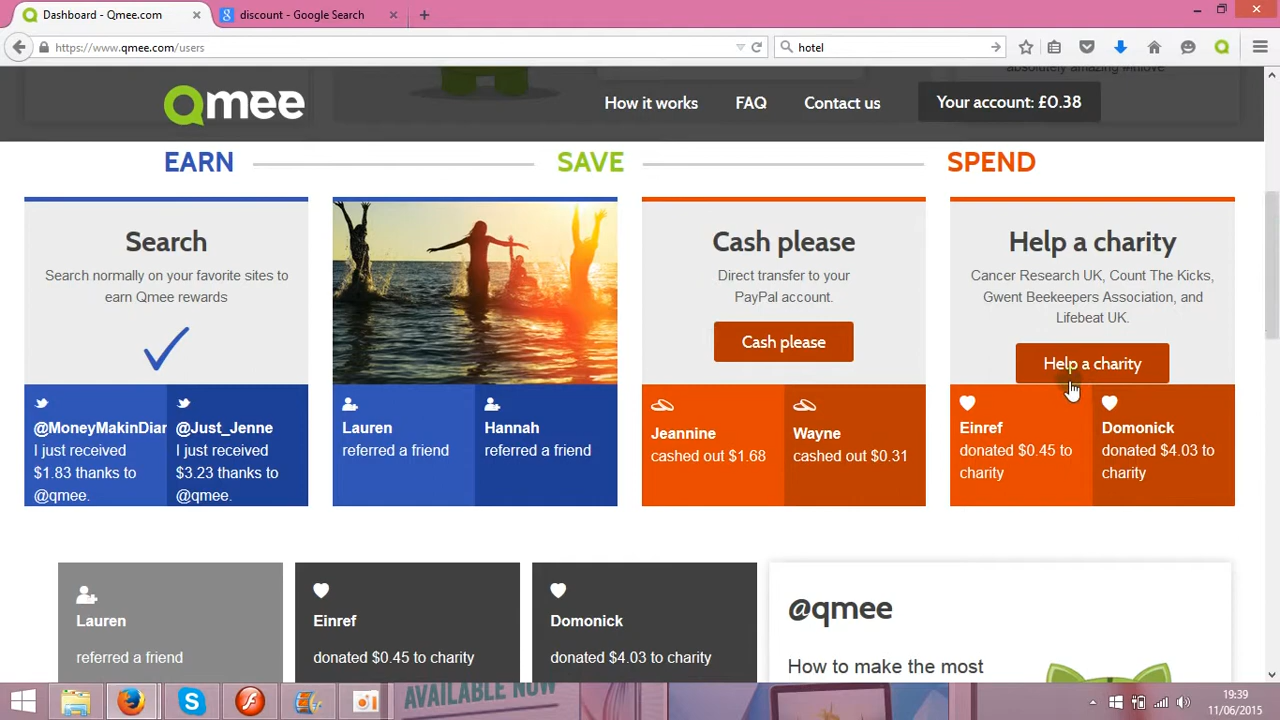 Dashboard - Qmee.com
discount - Google Search
https://www.qmee.com/users
hotel
absolutely amazing #inlove
Qmee
How it works
FAQ
Contact us
Your account: £0.38
EARN
SAVE
SPEND
Search
Search normally on your favorite sites to
earn Qmee rewards
@MoneyMakinDiar
I just received
$1.83 thanks to
@qmee.
@Just_Jenne
I just received
$3.23 thanks to
@qmee.
Lauren
referred a friend
Hannah
referred a friend
Cash please
Direct transfer to your
PayPal account.
Cash please
Jeannine
cashed out $1.68
Wayne
cashed out $0.31
Help a charity
Cancer Research UK, Count The Kicks,
Gwent Beekeepers Association, and
Lifebeat UK.
Help a charity
Einref
donated $0.45 to
charity
Domonick
donated $4.03 to
charity
Lauren
referred a friend
Einref
donated $0.45 to charity
Domonick
donated $4.03 to charity
@qmee
How to make the most
AVAILABLE NOW
19:39
11/06/2015